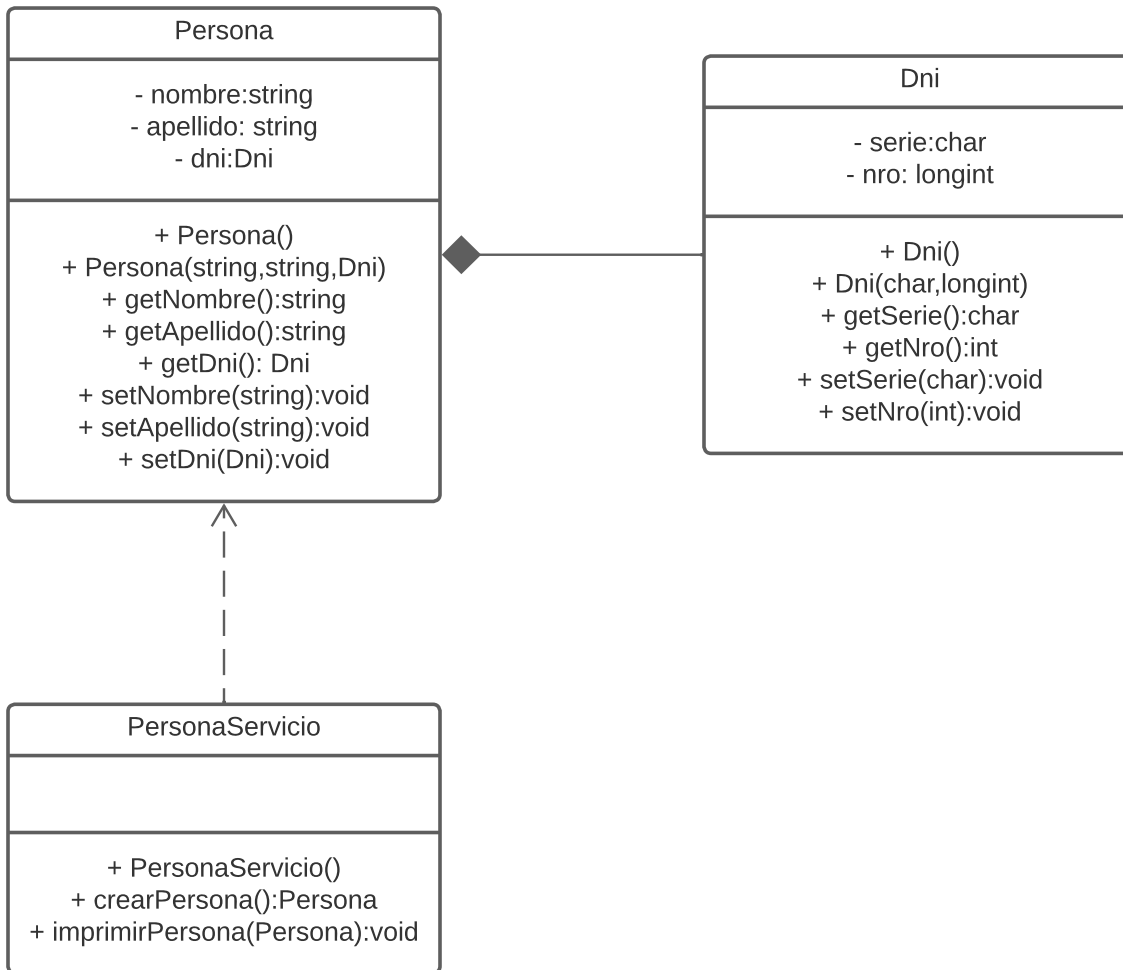 Persona
- nombre:string
- apellido: string
- dni:Dni
+ Persona()
+ Persona(string,string,Dni)
+ getNombre():string
+ getApellido():string
+ getDni(): Dni
+ setNombre(string):void
+ setApellido(string):void
+ setDni(Dni):void
Dni
- serie:char
- nro: longint
+ Dni()
+ Dni(char,longint)
+ getSerie():char
+ getNro():int
+ setSerie(char):void
+ setNro(int):void
PersonaServicio
+ PersonaServicio()
+ crearPersona():Persona
+ imprimirPersona(Persona):void